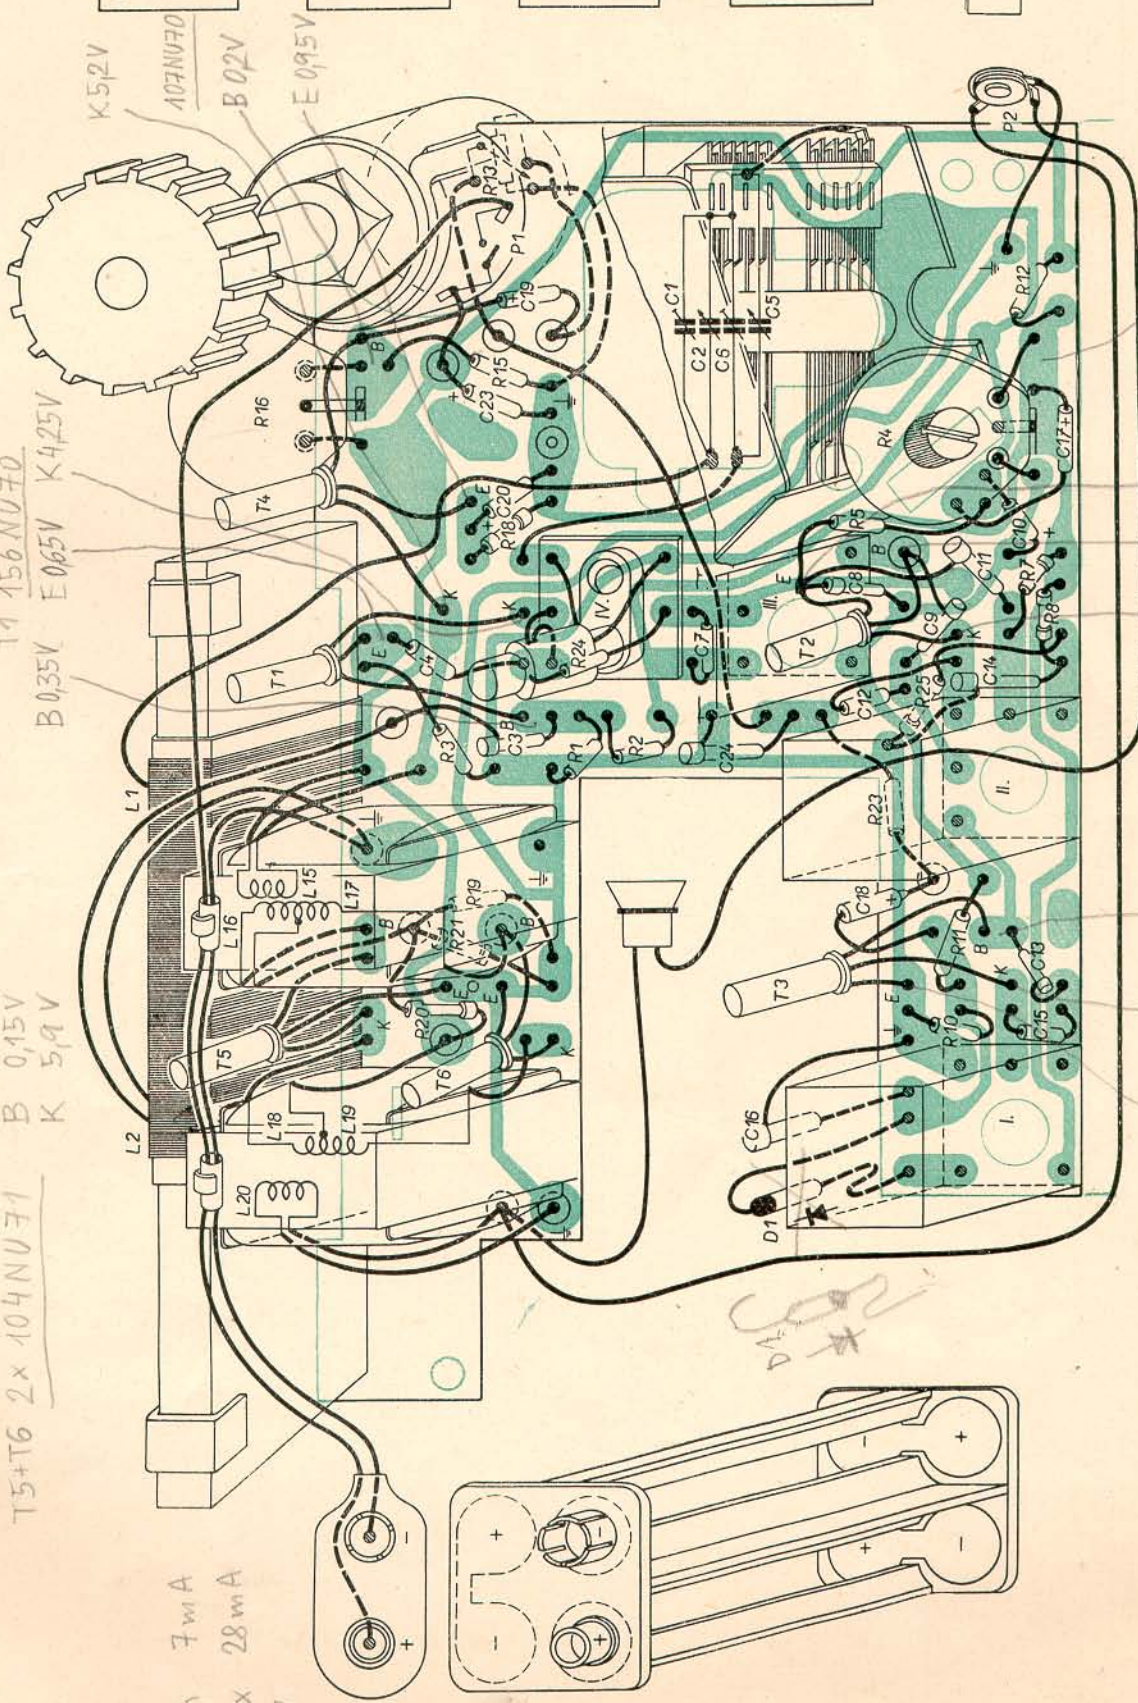 K 5,2V
107NU70
B 0,2V
E 0,95V
T1 156NU70
B 0,35V E 0,65V K 4,25V
T5+T6 2x 104NU71
B 0,15V
K 5,9V
7mA
28mA
x
D1
L1
L2
L15
L16
L17
L18
L19
L20
T1
T2
T3
T4
T5
T6
R1
R2
R3
R4
R5
R7
R8
R10
R11
R12
R13
R15
R16
R18
R19
R20
R21
R23
R24
R25
C1
C2
C6
C5
C3
C4
C7
C8
C9
C10
C11
C12
C13
C14
C15
C16
C17
C18
C19
C20
C23
C24
P1
P2
D1
I.
II.
III.
IV.
B
E
K
K
E
B
B
E
E
B
K
K
E
B
K
E
B
K
+
-
+
-
-
+
-
+
+
-